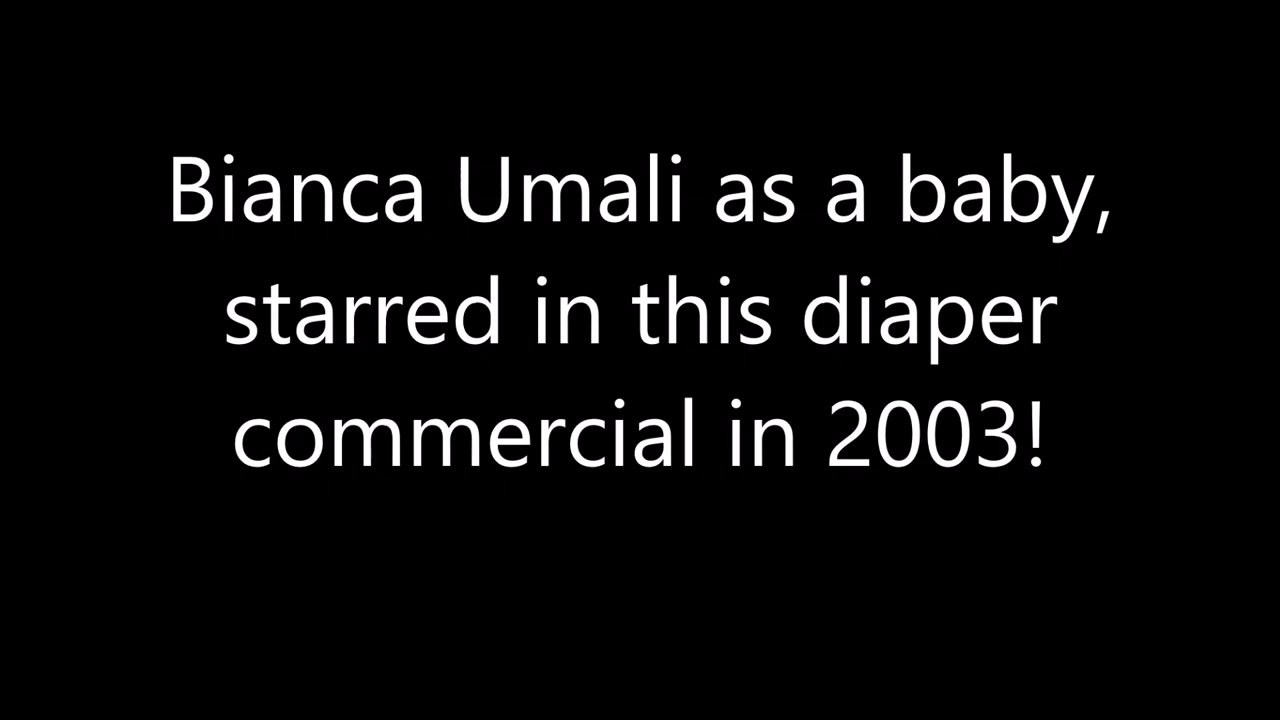 Bianca Umali as a baby,
starred in this diaper
commercial in 2003!